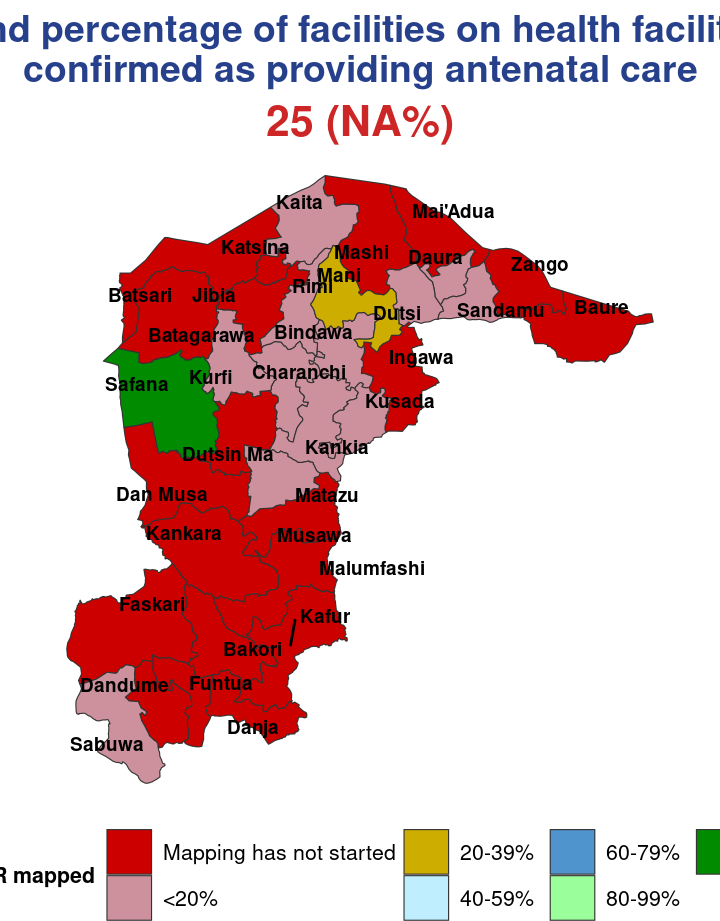 percentage of facilities on health
confirmed as providing antenatal care
25 (NA%)
Kaita
Mai'Adua
Katsina
Mashi
Daura
Zango
Mani
Rimi
Batsari
Jibia
Sandamu
Baure
Dutsi
Batagarawa
Bindawa
Ingawa
Safana
Kurfi
Charanchi
Kusada
Kankia
Dutsin Ma
Dan Musa
Matazu
Kankara
Musawa
Malumfashi
Faskari
Kafur
Bakori
Dandume
Funtua
Danja
Sabuwa
R mapped
Mapping has not started
20-39%
60-79%
<20%
40-59%
80-99%